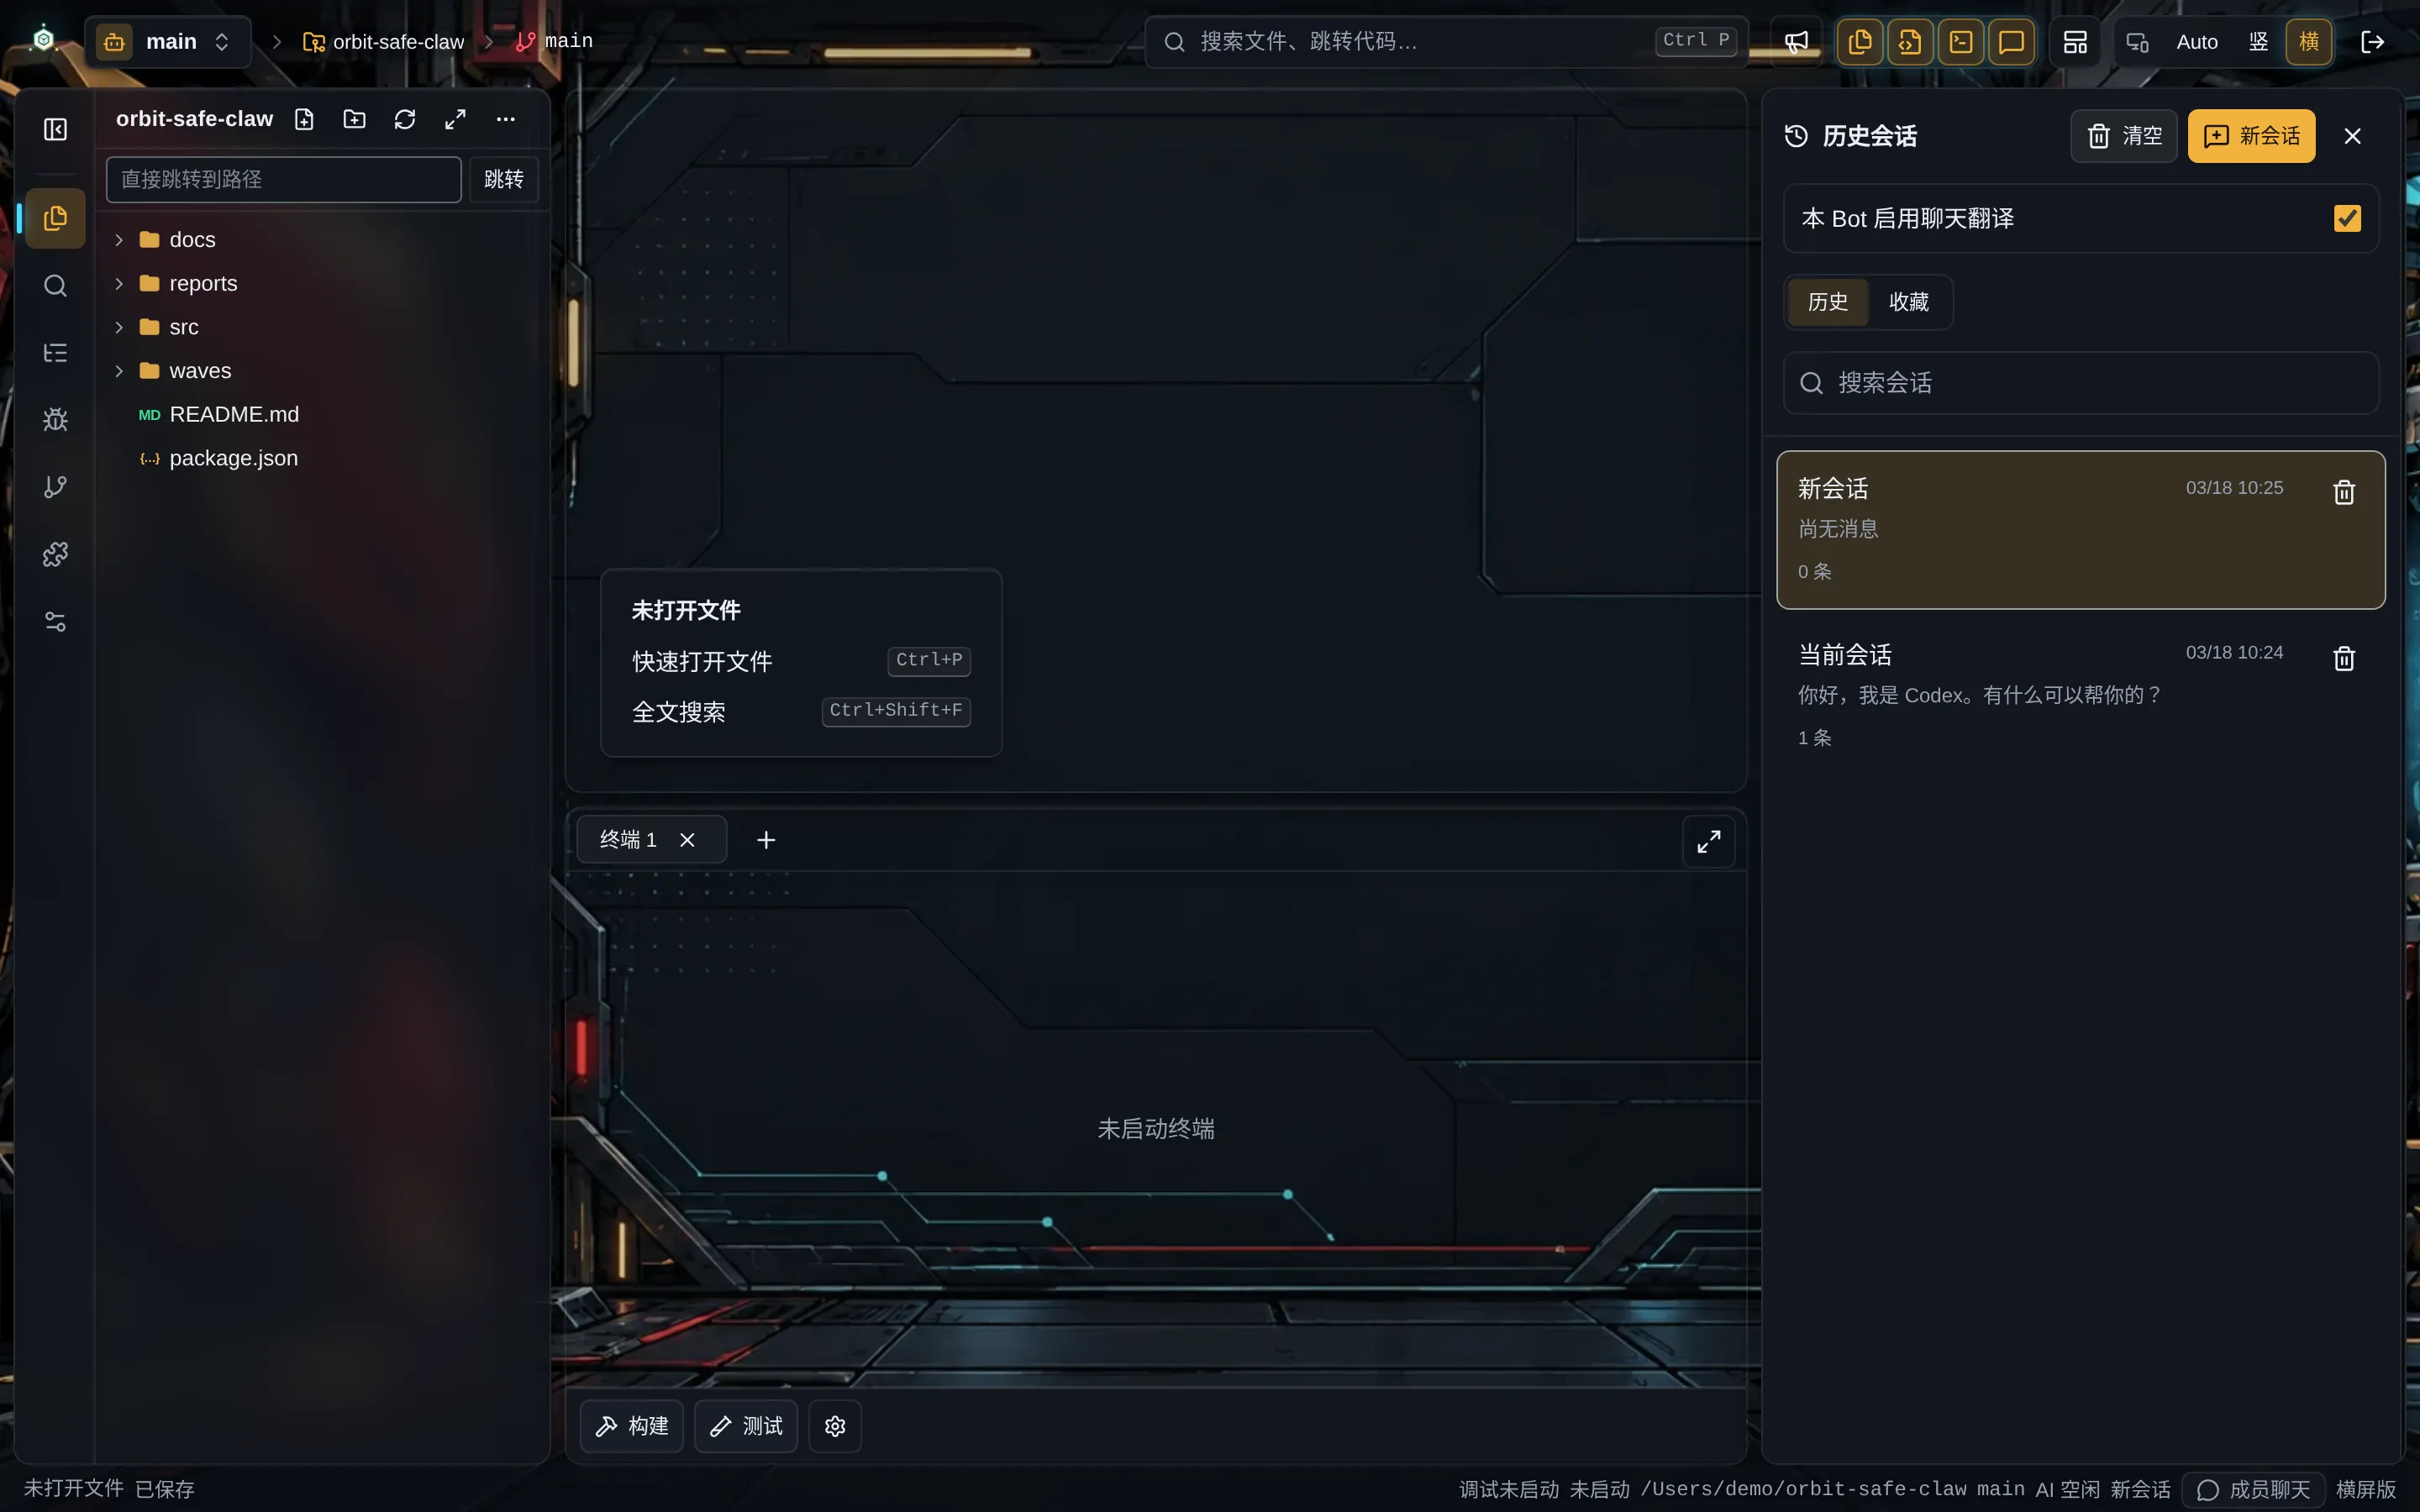 main orbit-safe-claw main 搜索文件、跳转代码... Ctrl P Auto 竖 横
orbit-safe-claw
直接跳转到路径 跳转
docs
reports
src
waves
MD README.md
{...} package.json
未打开文件
快速打开文件 Ctrl+P
全文搜索 Ctrl+Shift+F
终端 1
未启动终端
构建 测试
历史会话 清空 新会话
本 Bot 启用聊天翻译
历史 收藏
搜索会话
新会话 03/18 10:25
尚无消息
0 条
当前会话 03/18 10:24
你好，我是 Codex。有什么可以帮你的？
1 条
未打开文件 已保存 调试未启动 未启动 /Users/demo/orbit-safe-claw main AI 空闲 新会话 成员聊天 横屏版